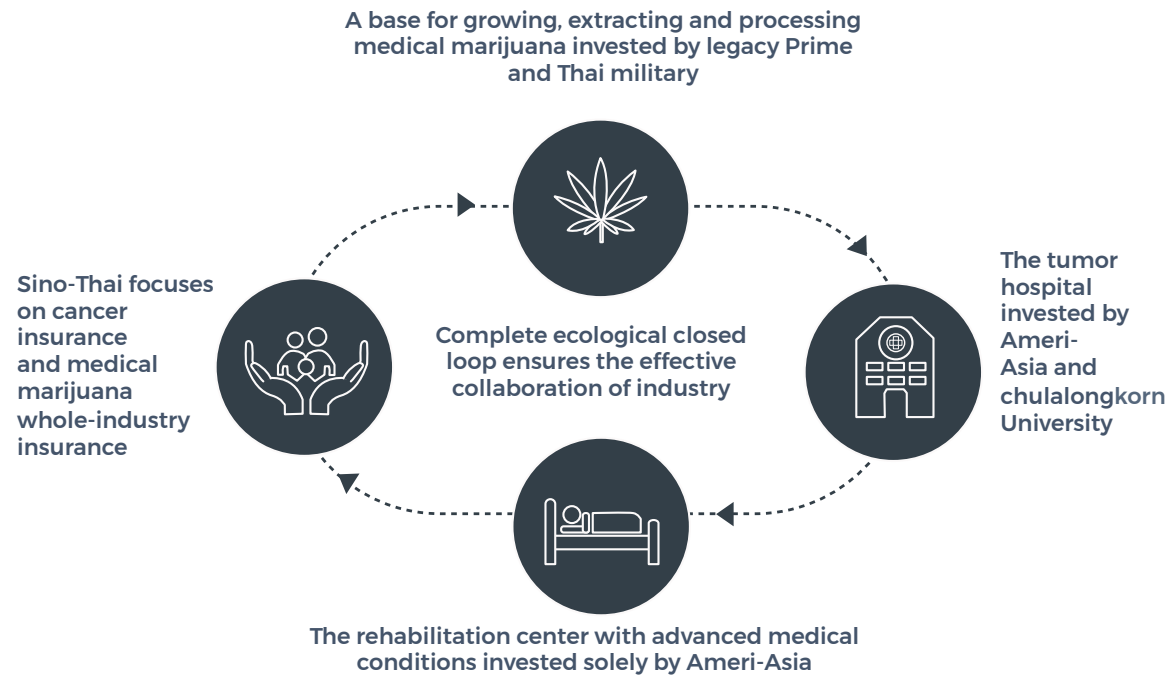 A base for growing, extracting and processing
medical marijuana invested by legacy Prime
and Thai military
Sino-Thai focuses
on cancer
insurance
and medical
marijuana
whole-industry
insurance
Complete ecological closed
loop ensures the effective
collaboration of industry
The tumor
hospital
invested by
Ameri-
Asia and
chulalongkorn
University
The rehabilitation center with advanced medical
conditions invested solely by Ameri-Asia